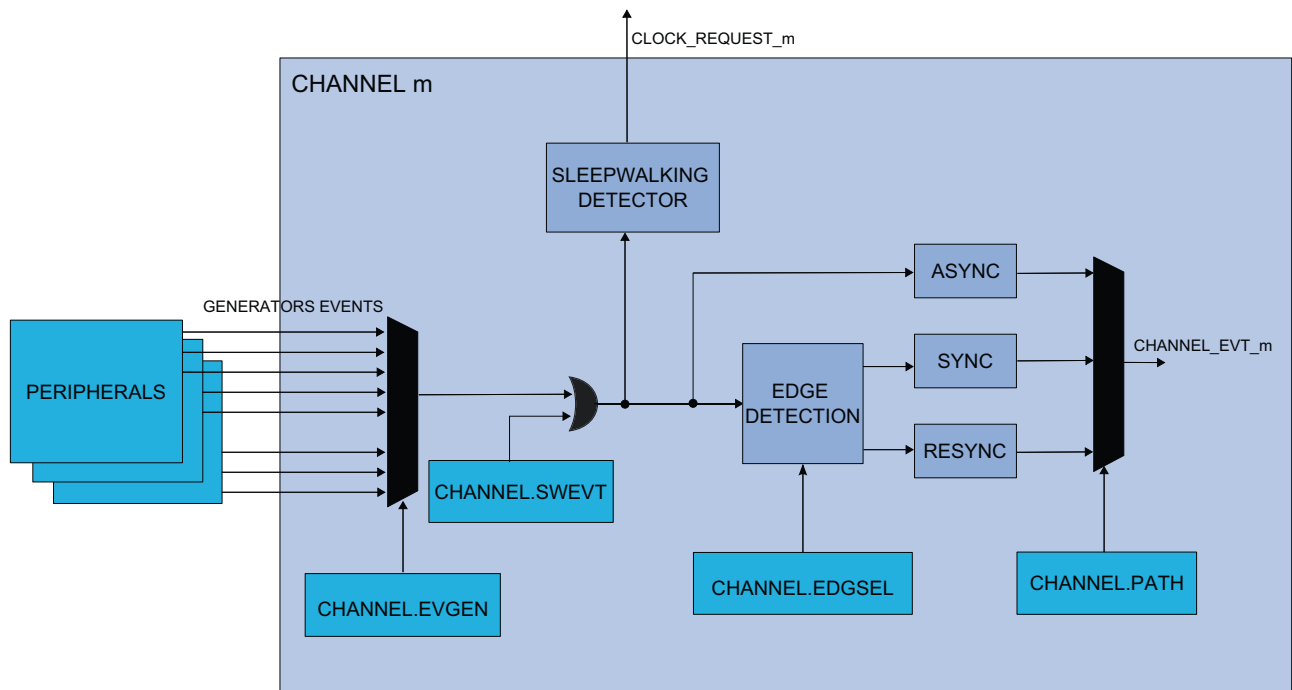 CLOCK_REQUEST_m
CHANNEL m
SLEEPWALKING
DETECTOR
ASYNC
GENERATORS EVENTS
CHANNEL_EVT_m
SYNC
PERIPHERALS
EDGE
DETECTION
RESYNC
CHANNEL.SWEVT
CHANNEL.EVGEN
CHANNEL.EDGSEL
CHANNEL.PATH